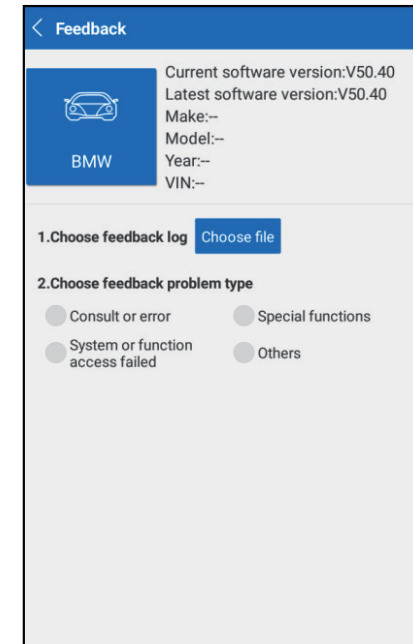 Feedback
Current software version:V50.40
Latest software version:V50.40
Make:--
Model:--
BMW
Year:--
VIN:--
1.Choose feedback log
Choose file
2.Choose feedback problem type
Consult or error
Special functions
System or function
access failed
Others